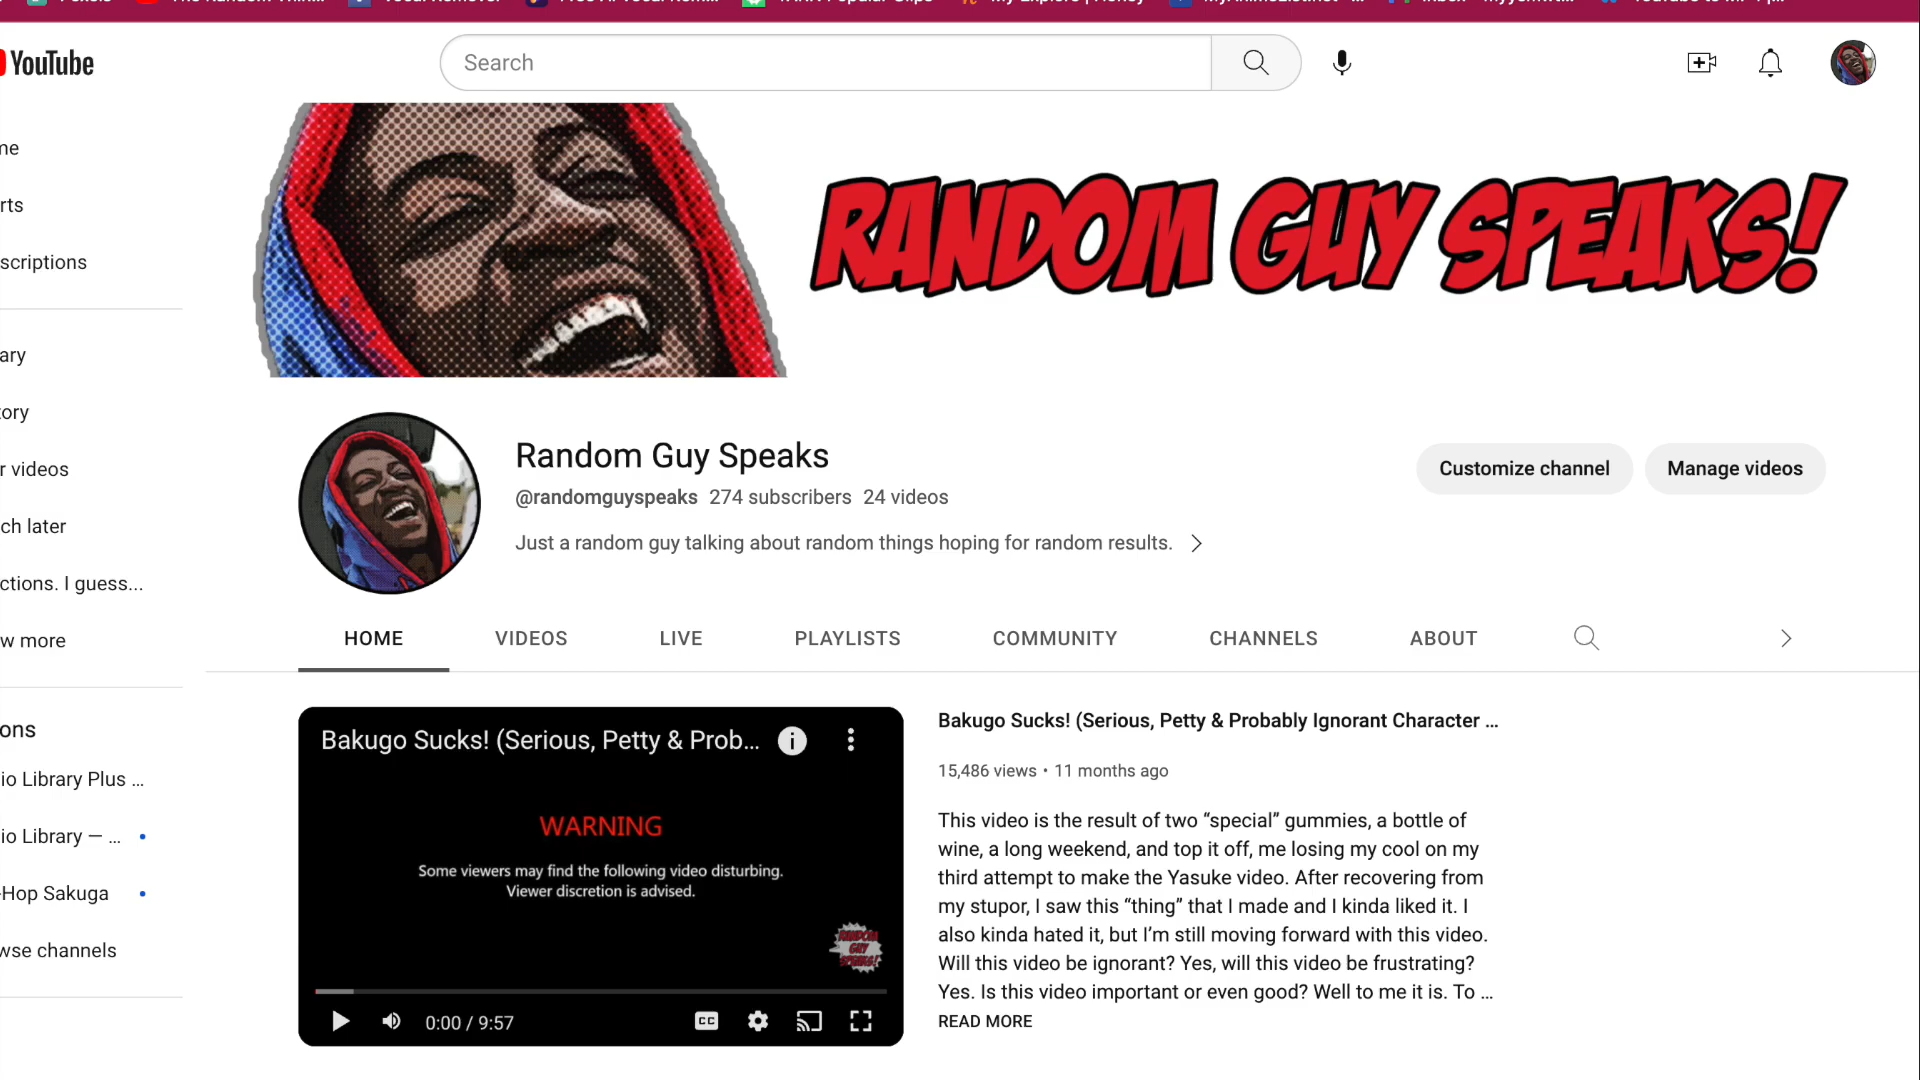 YouTube
Search
me
rts
scriptions
ary
tory
r videos
ch later
ctions. I guess...
w more
ons
io Library Plus ...
io Library — ...
-Hop Sakuga
wse channels
RANDOM GUY SPEAKS!
Random Guy Speaks
@randomguyspeaks 274 subscribers 24 videos
Just a random guy talking about random things hoping for random results.
Customize channel
Manage videos
HOME VIDEOS LIVE PLAYLISTS COMMUNITY CHANNELS ABOUT
Bakugo Sucks! (Serious, Petty & Prob...
WARNING
Some viewers may find the following video disturbing.
Viewer discretion is advised.
RANDOM
GUY
SPEAKS!
0:00 / 9:57
CC
Bakugo Sucks! (Serious, Petty & Probably Ignorant Character ...
15,486 views • 11 months ago
This video is the result of two “special” gummies, a bottle of
wine, a long weekend, and top it off, me losing my cool on my
third attempt to make the Yasuke video. After recovering from
my stupor, I saw this “thing” that I made and I kinda liked it. I
also kinda hated it, but I’m still moving forward with this video.
Will this video be ignorant? Yes, will this video be frustrating?
Yes. Is this video important or even good? Well to me it is. To ...
READ MORE